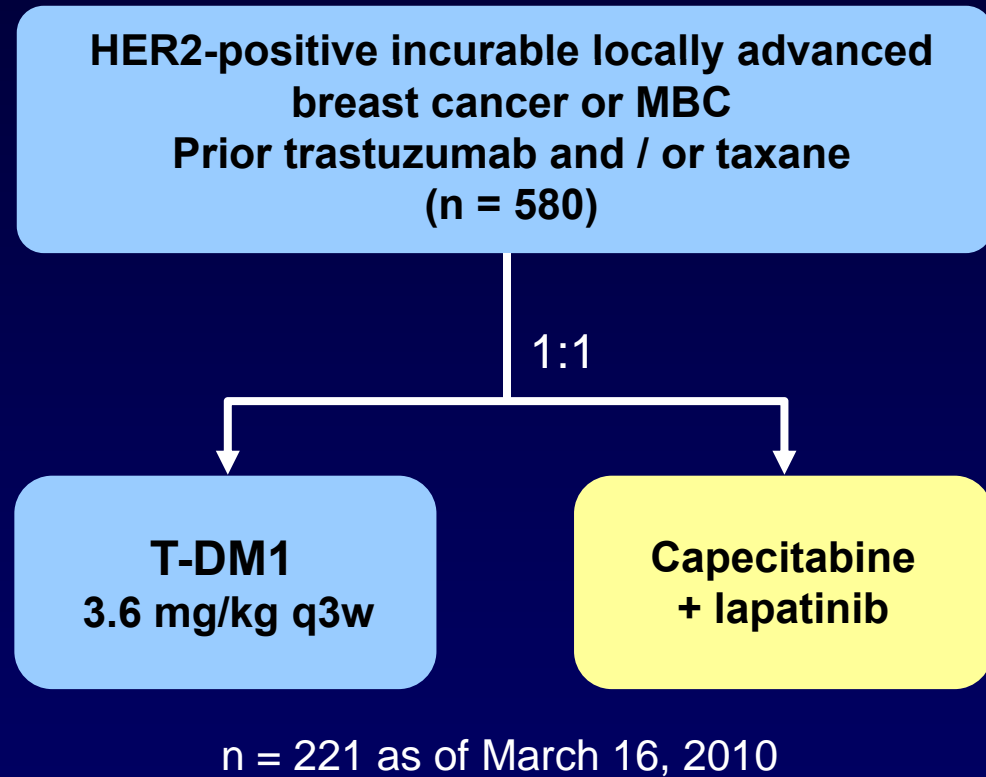 HER2-positive incurable locally advanced
breast cancer or MBC
Prior trastuzumab and / or taxane
(n = 580)
1:1
T-DM1
3.6 mg/kg q3w
Capecitabine
+ lapatinib
n = 221 as of March 16, 2010